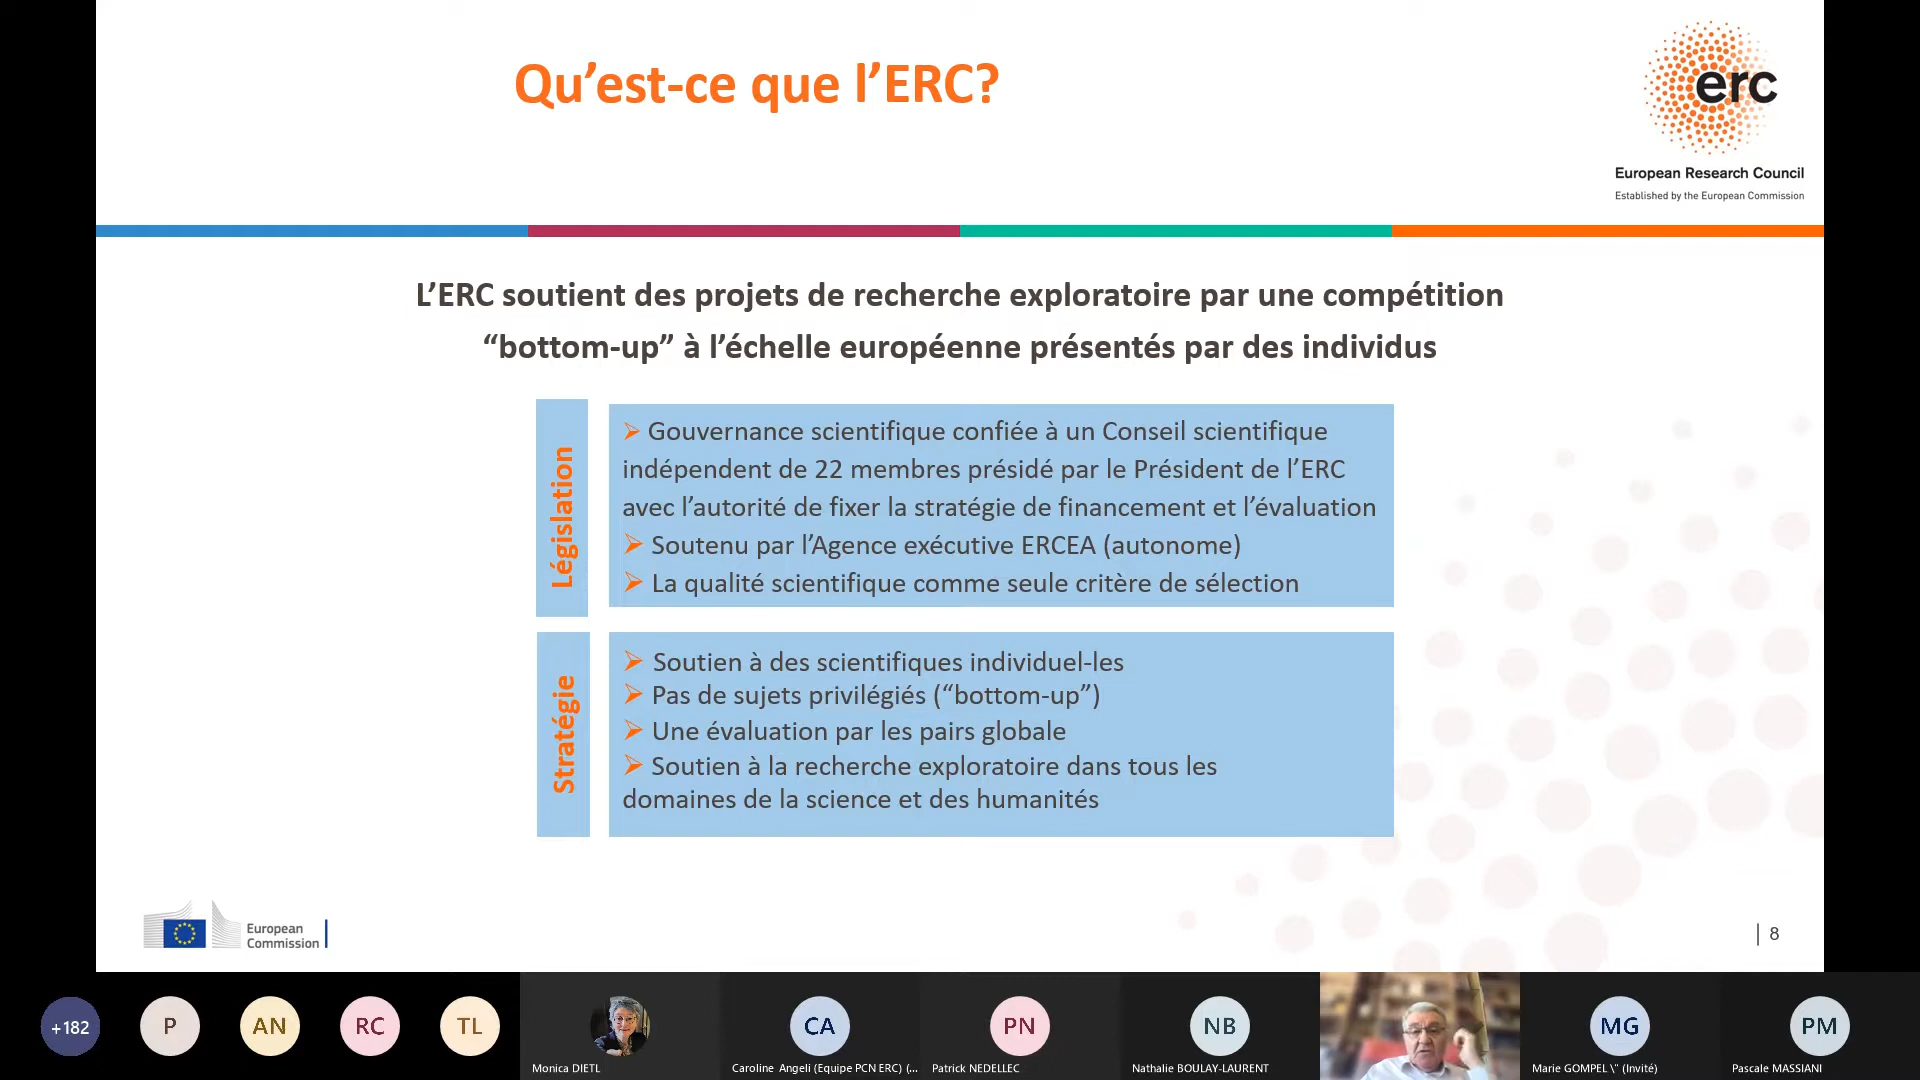 Qu’est-ce que l’ERC?
erc
European Research Council
Established by the European Commission
L’ERC soutient des projets de recherche exploratoire par une compétition
“bottom-up” à l’échelle européenne présentés par des individus
Législation
➢ Gouvernance scientifique confiée à un Conseil scientifique
indépendent de 22 membres présidé par le Président de l’ERC
avec l’autorité de fixer la stratégie de financement et l’évaluation
➢ Soutenu par l’Agence exécutive ERCEA (autonome)
➢ La qualité scientifique comme seule critère de sélection
Stratégie
➢ Soutien à des scientifiques individuel-les
➢ Pas de sujets privilégiés (“bottom-up”)
➢ Une évaluation par les pairs globale
➢ Soutien à la recherche exploratoire dans tous les
domaines de la science et des humanités
European
Commission
| 8
+182
P
AN
RC
TL
Monica DIETL
CA
Caroline Angeli (Equipe PCN ERC) (...
PN
Patrick NEDELLEC
NB
Nathalie BOULAY-LAURENT
MG
Marie GOMPEL \" (Invité)
PM
Pascale MASSIANI